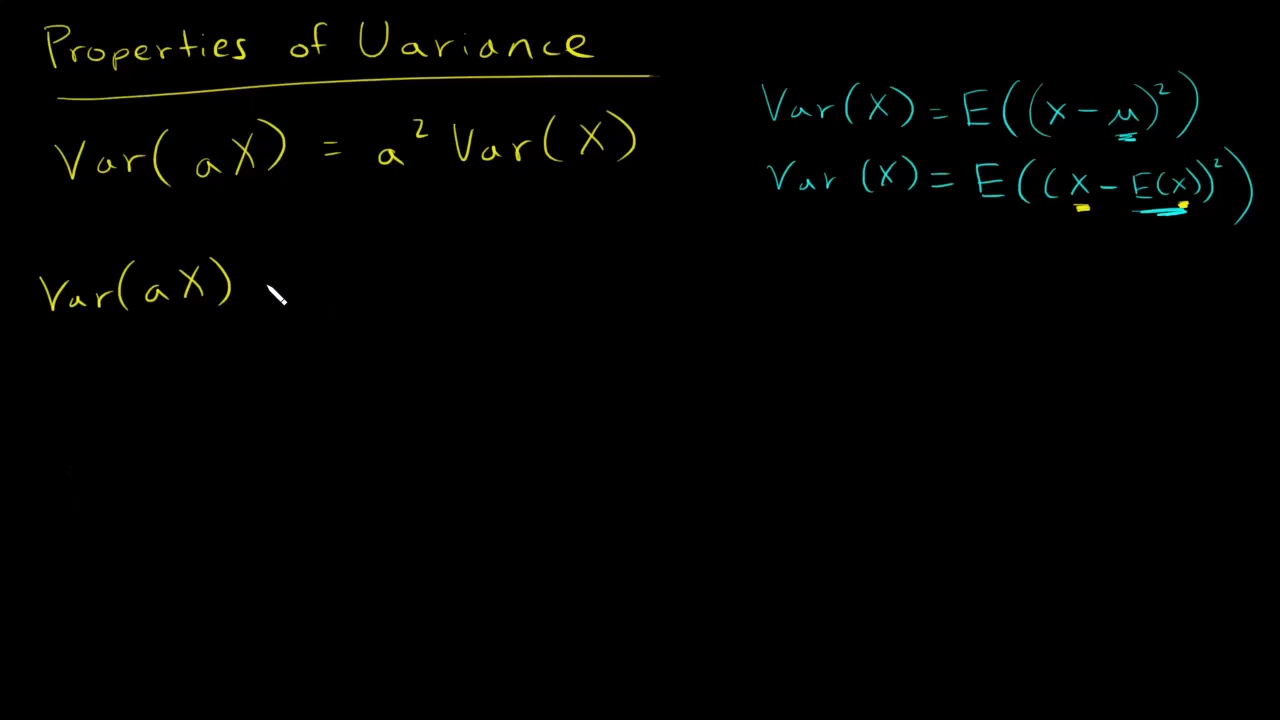 Properties of Variance
Var(aX) = a² Var(X)
Var(X) = E((x - μ)²)
Var(X) = E((x - E(x))²)
Var(aX)